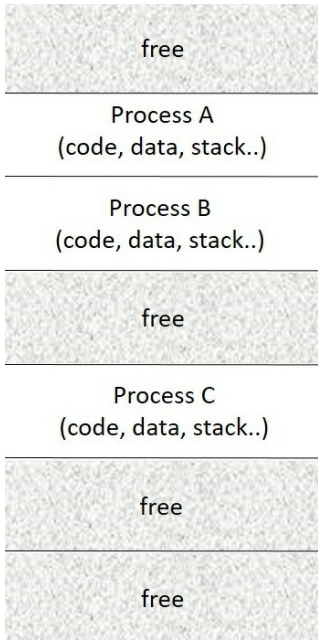 free
Process A
(code, data, stack..)
Process B
(code, data, stack..)
free
Process C
(code, data, stack..)
free
free